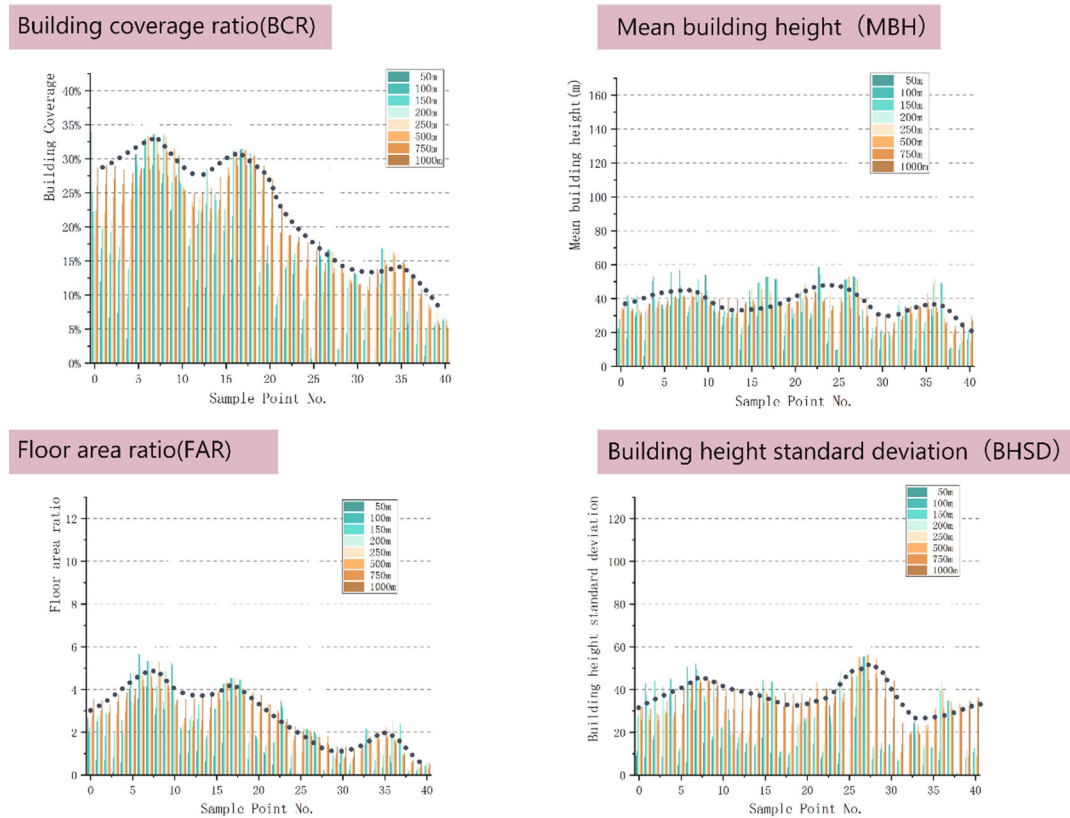 Building coverage ratio(BCR)
Mean building height（MBH）
Building Coverage
40%
35%
30%
25%
20%
15%
10%
5%
0%
50m
100m
150m
200m
250m
500m
750m
1000m
0 5 10 15 20 25 30 35 40
Sample Point No.
Mean building height(m)
160
140
120
100
80
60
40
20
0
50m
100m
150m
200m
250m
500m
750m
1000m
0 5 10 15 20 25 30 35 40
Sample Point No.
Floor area ratio(FAR)
Building height standard deviation（BHSD）
Floor area ratio
12
10
8
6
4
2
0
50m
100m
150m
200m
250m
500m
750m
1000m
0 5 10 15 20 25 30 35 40
Sample Point No.
Building height standard deviation
120
100
80
60
40
20
0
50m
100m
150m
200m
250m
500m
750m
1000m
0 5 10 15 20 25 30 35 40
Sample Point No.